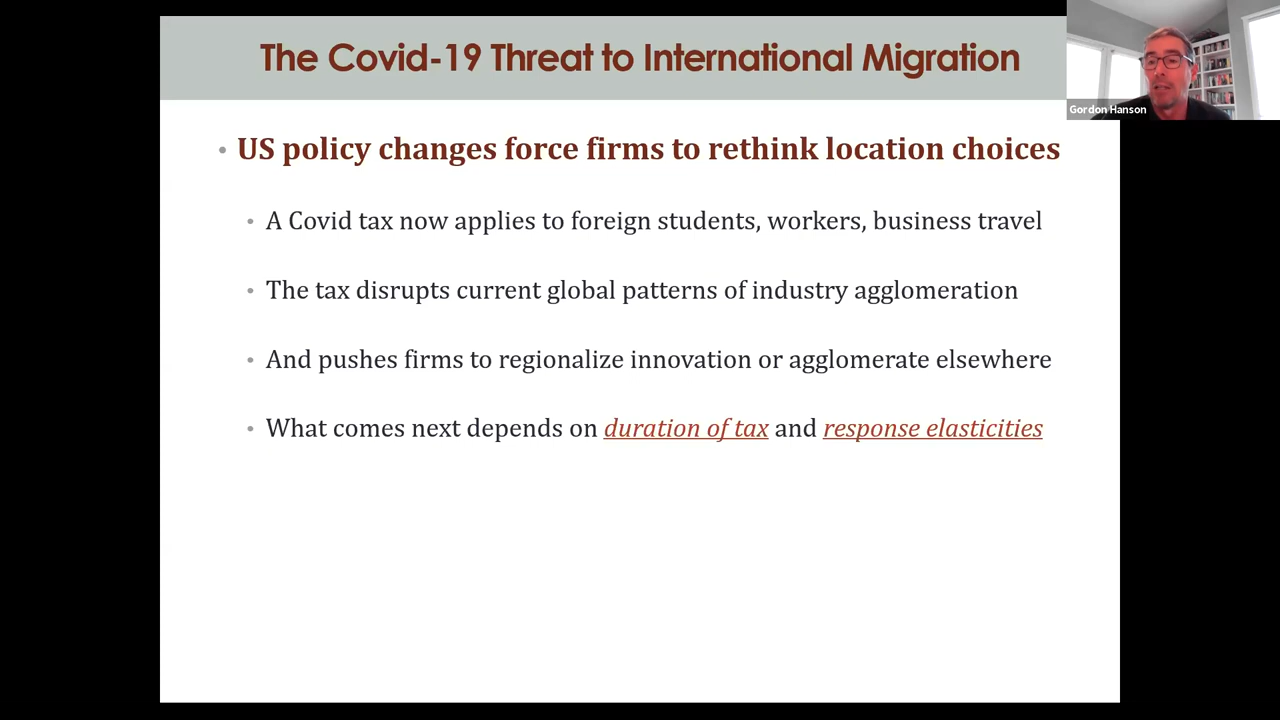 The Covid-19 Threat to International Migration
Gordon Hanson
• US policy changes force firms to rethink location choices
• A Covid tax now applies to foreign students, workers, business travel
• The tax disrupts current global patterns of industry agglomeration
• And pushes firms to regionalize innovation or agglomerate elsewhere
• What comes next depends on duration of tax and response elasticities